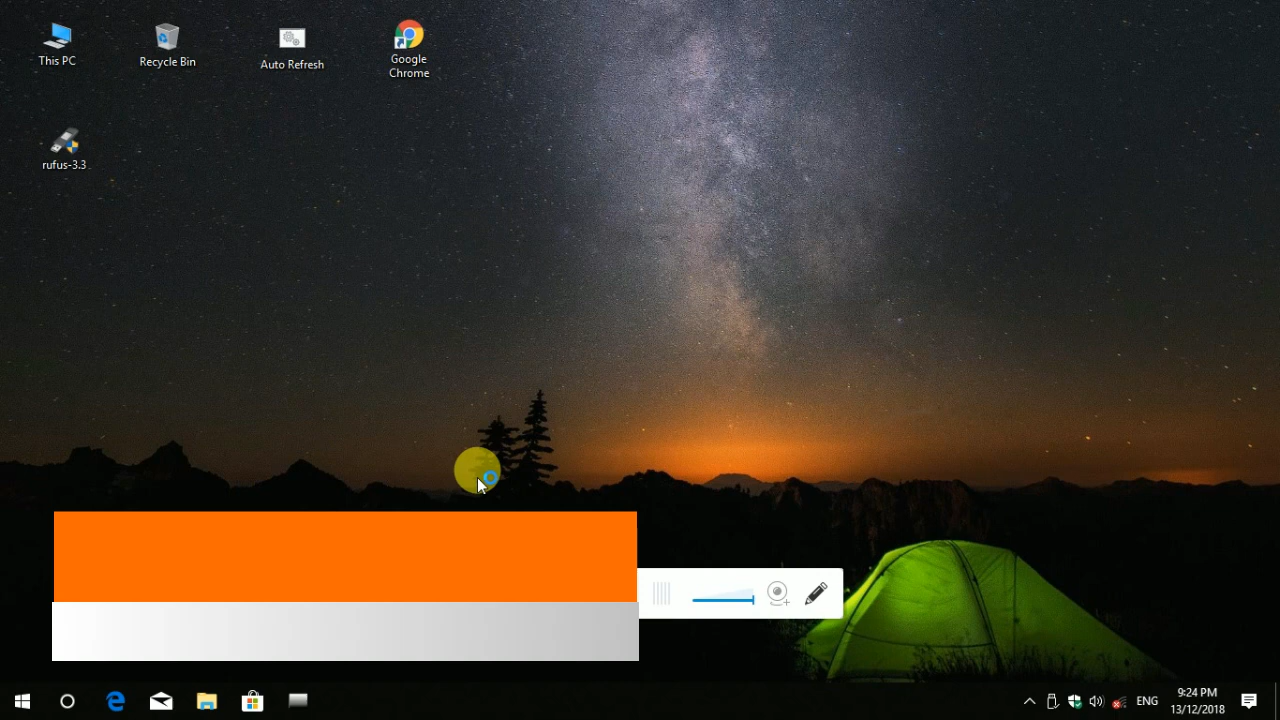 This PC
Recycle Bin
Auto Refresh
Google
Chrome
rufus-3.3
ENG
9:24 PM
13/12/2018